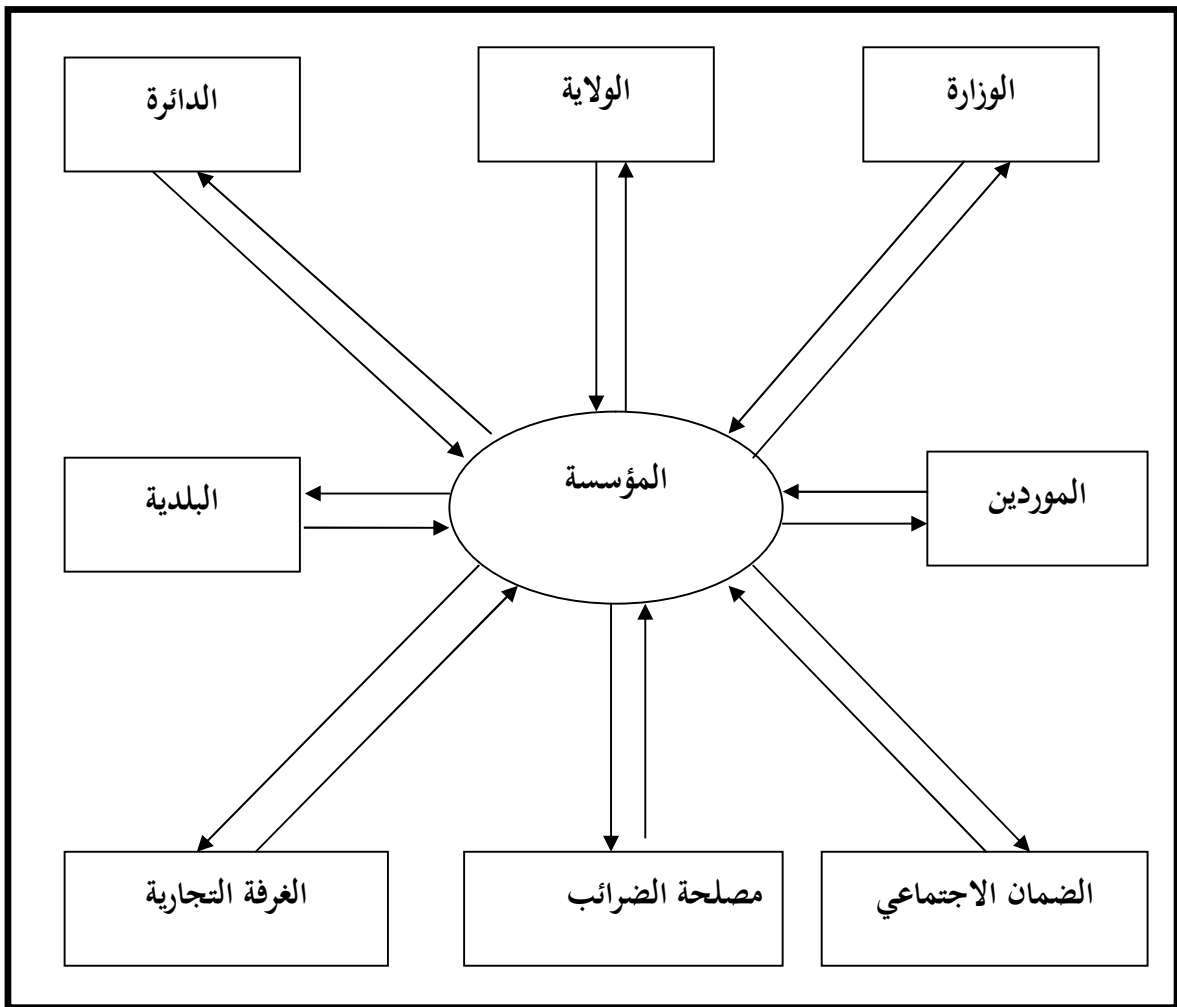 الوزارة
الولاية
الدائرة
الموردين
المؤسسة
البلدية
الضمان الاجتماعي
مصلحة الضرائب
الغرفة التجارية